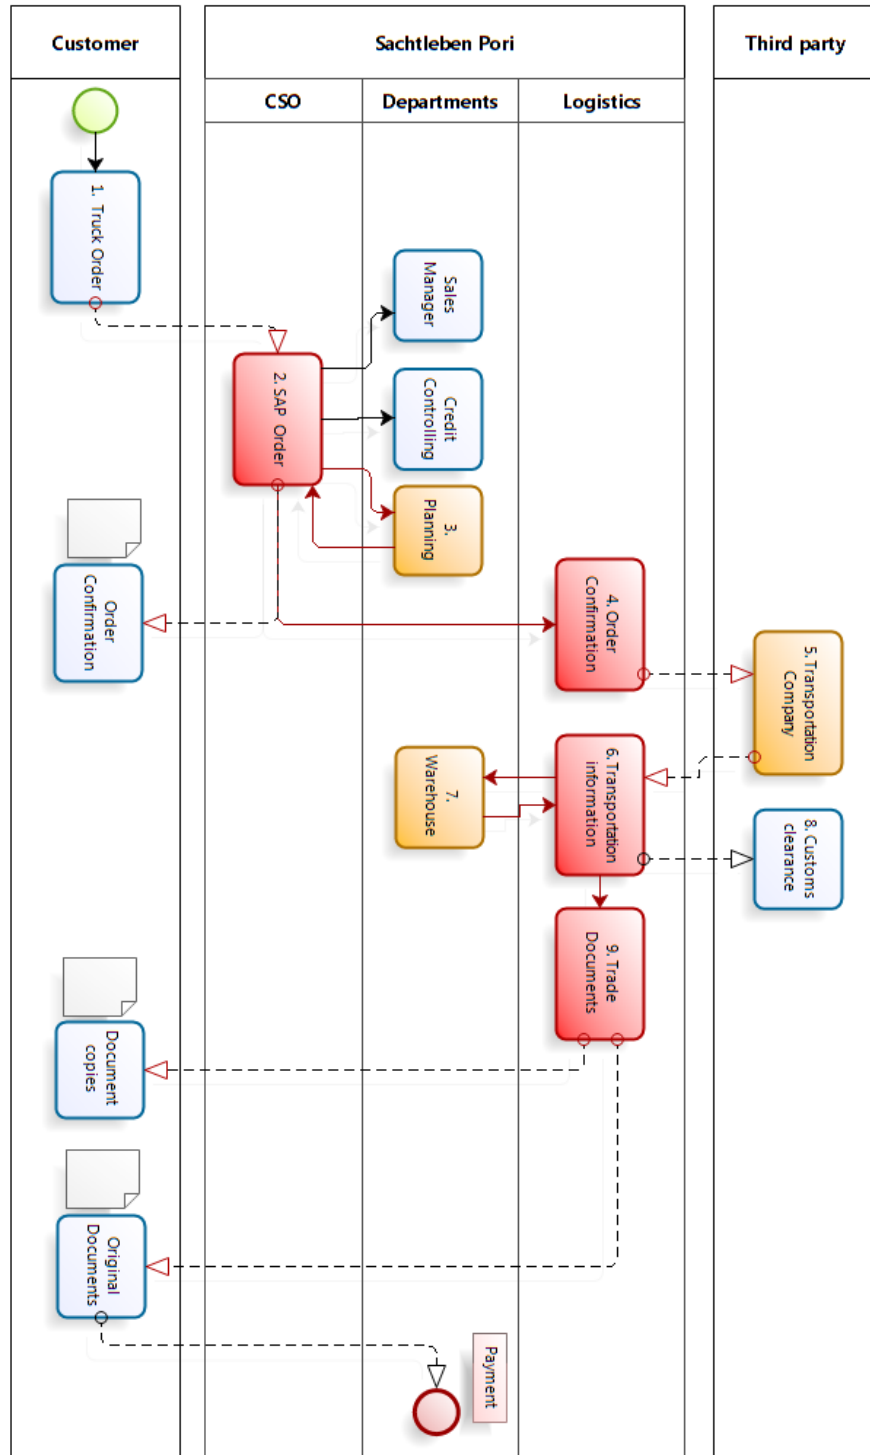 Customer
Sachtleben Pori
Third party
CSO
Departments
Logistics
1. Truck Order
Sales
Manager
2. SAP Order
Credit
Controlling
3.
Planning
Order
Confirmation
4. Order
Confirmation
5. Transportation
Company
6. Transportation
information
7.
Warehouse
8. Customs
clearance
9. Trade
Documents
Document
copies
Original
Documents
Payment